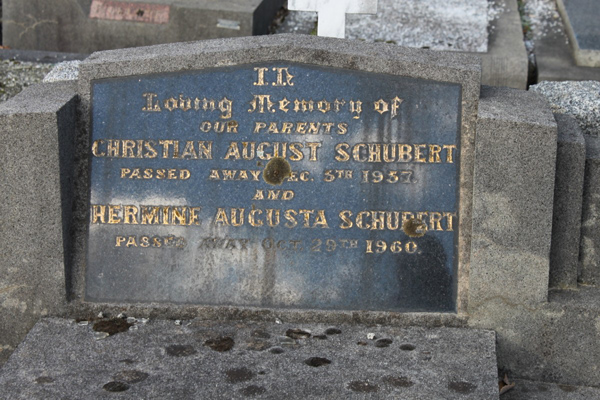 In
Loving Memory of
OUR PARENTS
CHRISTIAN AUGUST SCHUBERT
PASSED AWAY DEC. 5TH 1957.
AND
HERMINE AUGUSTA SCHUBERT
PASSED AWAY OCT 29TH 1960.